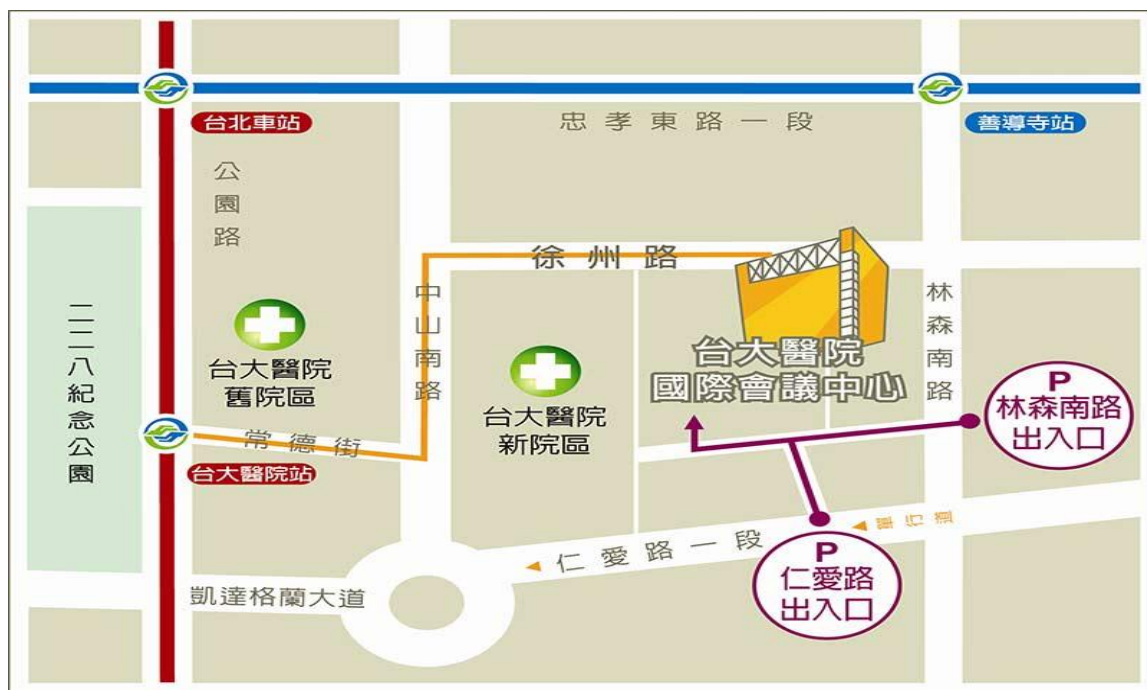 台北車站
忠孝東路一段
善導寺站
公園路
徐州路
中山南路
林森南路
二二八紀念公園
台大醫院
舊院區
台大醫院
新院區
台大醫院
國際會議中心
P
林森南路
出入口
常德街
台大醫院站
單行道
仁愛路一段
P
仁愛路
出入口
凱達格蘭大道